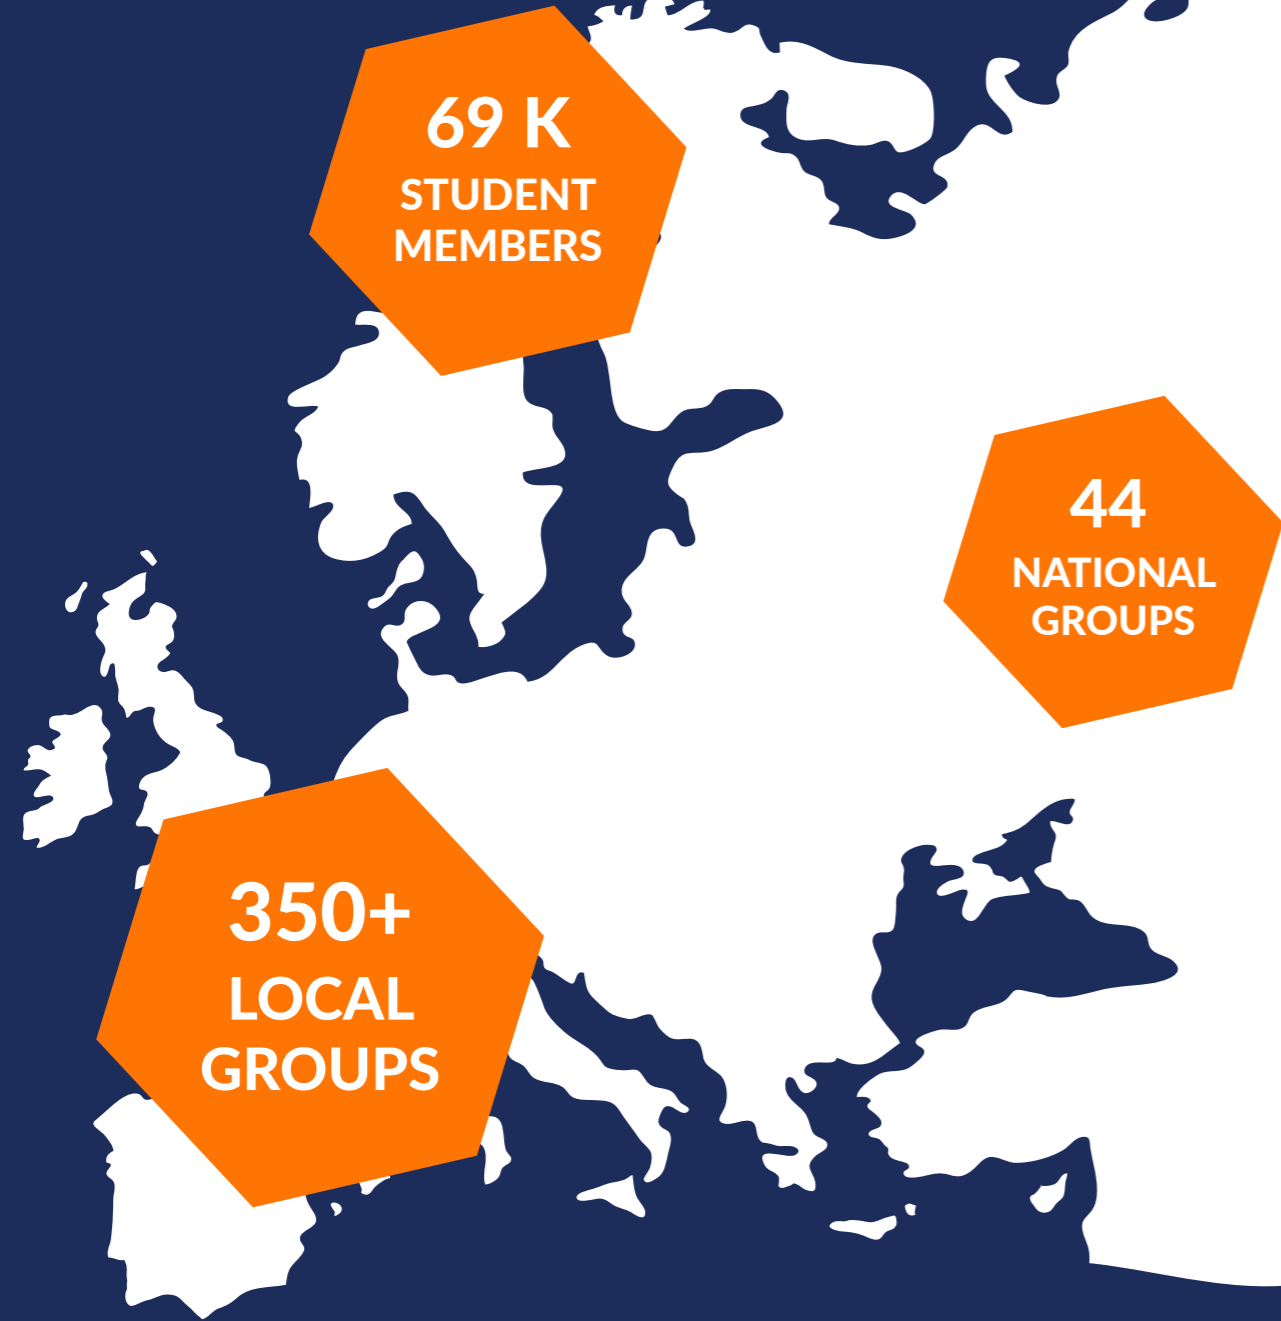 69 K
STUDENT
MEMBERS
44
NATIONAL
GROUPS
350+
LOCAL
GROUPS